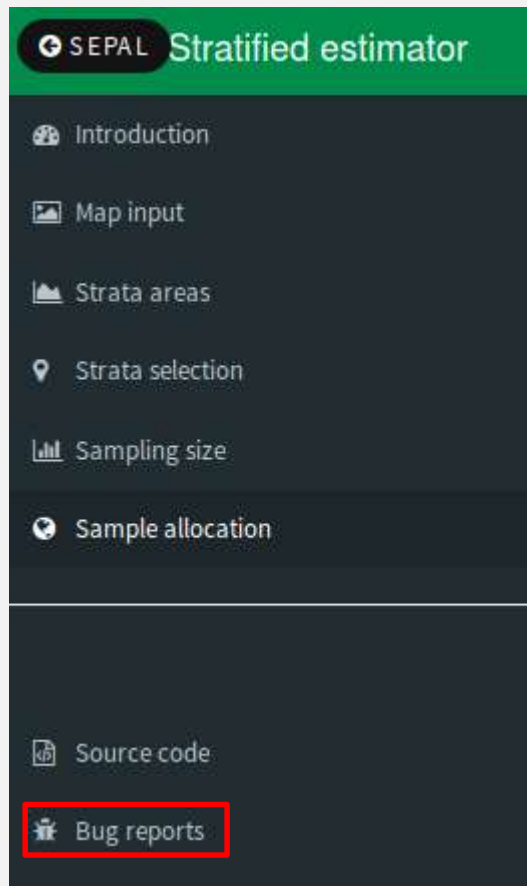 SEPAL Stratified estimator
Introduction
Map input
Strata areas
Strata selection
Sampling size
Sample allocation
Source code
Bug reports